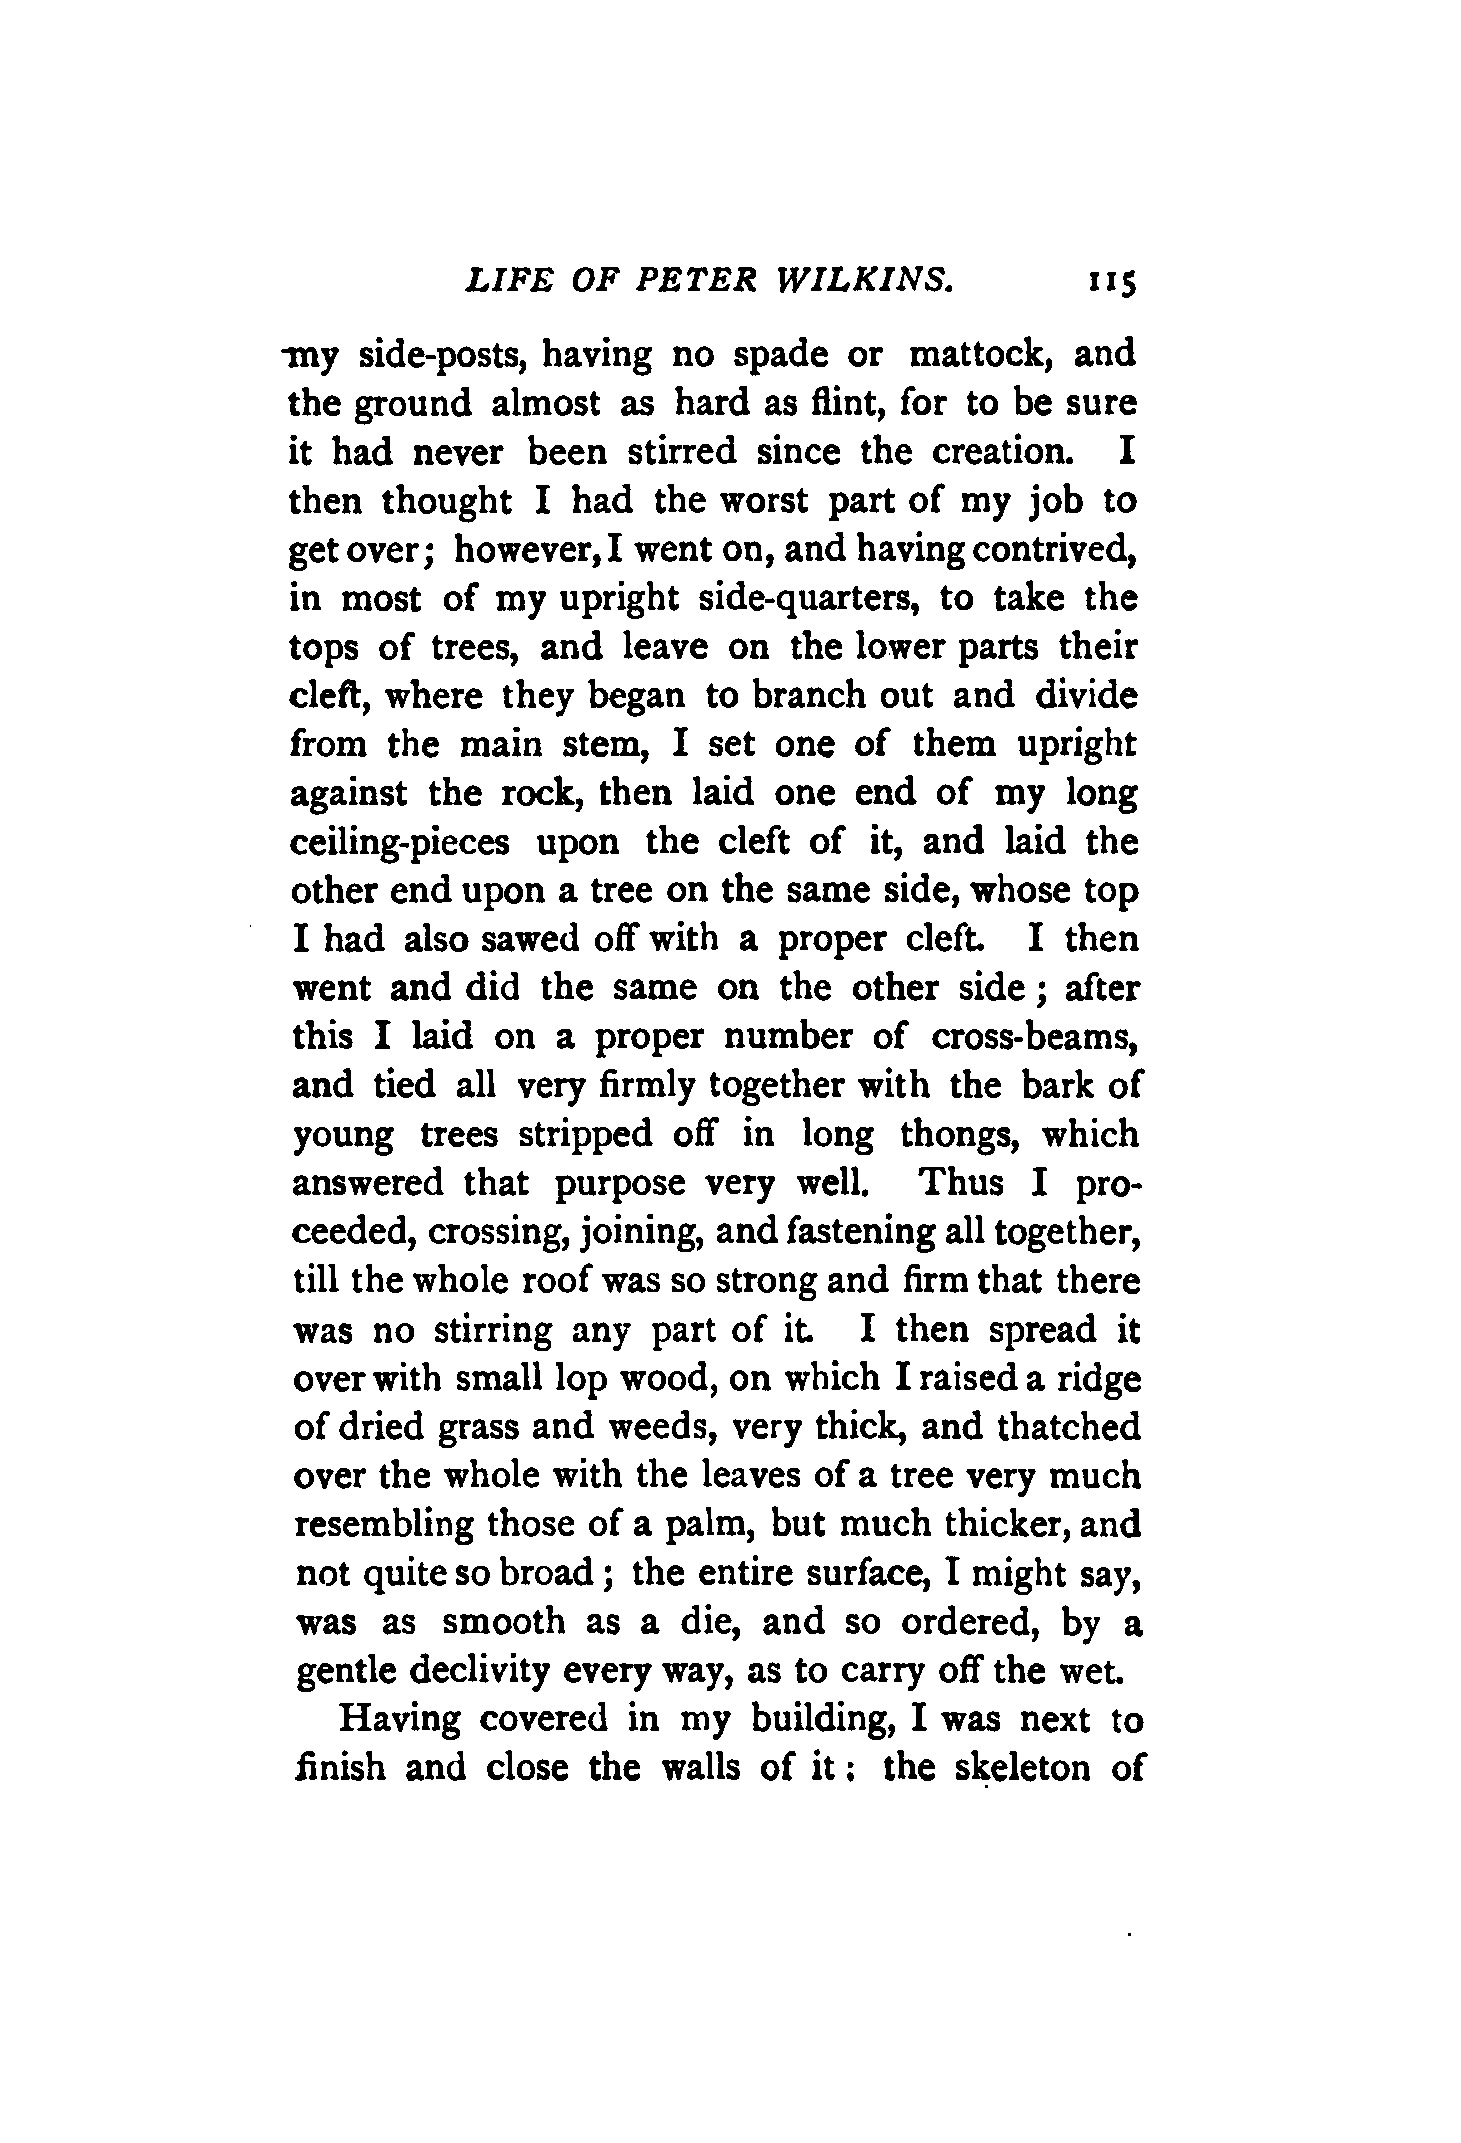 LIFE OF PETER WILKINS. 115
my side-posts, having no spade or mattock, and
the ground almost as hard as flint, for to be sure
it had never been stirred since the creation. I
then thought I had the worst part of my job to
get over; however, I went on, and having contrived,
in most of my upright side-quarters, to take the
tops of trees, and leave on the lower parts their
cleft, where they began to branch out and divide
from the main stem, I set one of them upright
against the rock, then laid one end of my long
ceiling-pieces upon the cleft of it, and laid the
other end upon a tree on the same side, whose top
I had also sawed off with a proper cleft. I then
went and did the same on the other side; after
this I laid on a proper number of cross-beams,
and tied all very firmly together with the bark of
young trees stripped off in long thongs, which
answered that purpose very well. Thus I pro-
ceeded, crossing, joining, and fastening all together,
till the whole roof was so strong and firm that there
was no stirring any part of it. I then spread it
over with small lop wood, on which I raised a ridge
of dried grass and weeds, very thick, and thatched
over the whole with the leaves of a tree very much
resembling those of a palm, but much thicker, and
not quite so broad; the entire surface, I might say,
was as smooth as a die, and so ordered, by a
gentle declivity every way, as to carry off the wet.
Having covered in my building, I was next to
finish and close the walls of it: the skeleton of